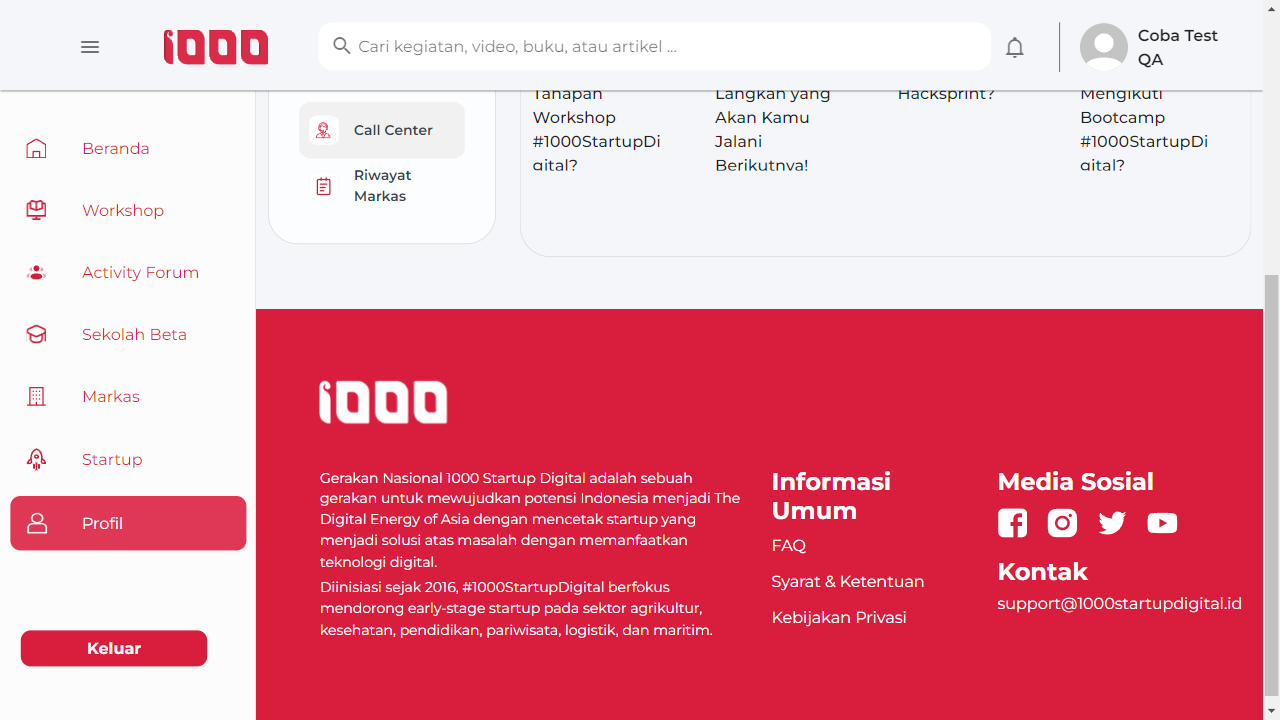 1000
Cari kegiatan, video, buku, atau artikel ...
Coba Test
QA
Beranda
Workshop
Activity Forum
Sekolah Beta
Markas
Startup
Profil
Keluar
Call Center
Riwayat
Markas
Tahapan
Workshop
#1000StartupDi
gital?
Langkah yang
Akan Kamu
Jalani
Berikutnya!
Hacksprint?
Mengikuti
Bootcamp
#1000StartupDi
gital?
1000
Gerakan Nasional 1000 Startup Digital adalah sebuah
gerakan untuk mewujudkan potensi Indonesia menjadi The
Digital Energy of Asia dengan mencetak startup yang
menjadi solusi atas masalah dengan memanfaatkan
teknologi digital.
Diinisiasi sejak 2016, #1000StartupDigital berfokus
mendorong early-stage startup pada sektor agrikultur,
kesehatan, pendidikan, pariwisata, logistik, dan maritim.
Informasi
Umum
FAQ
Syarat & Ketentuan
Kebijakan Privasi
Media Sosial
Kontak
support@1000startupdigital.id